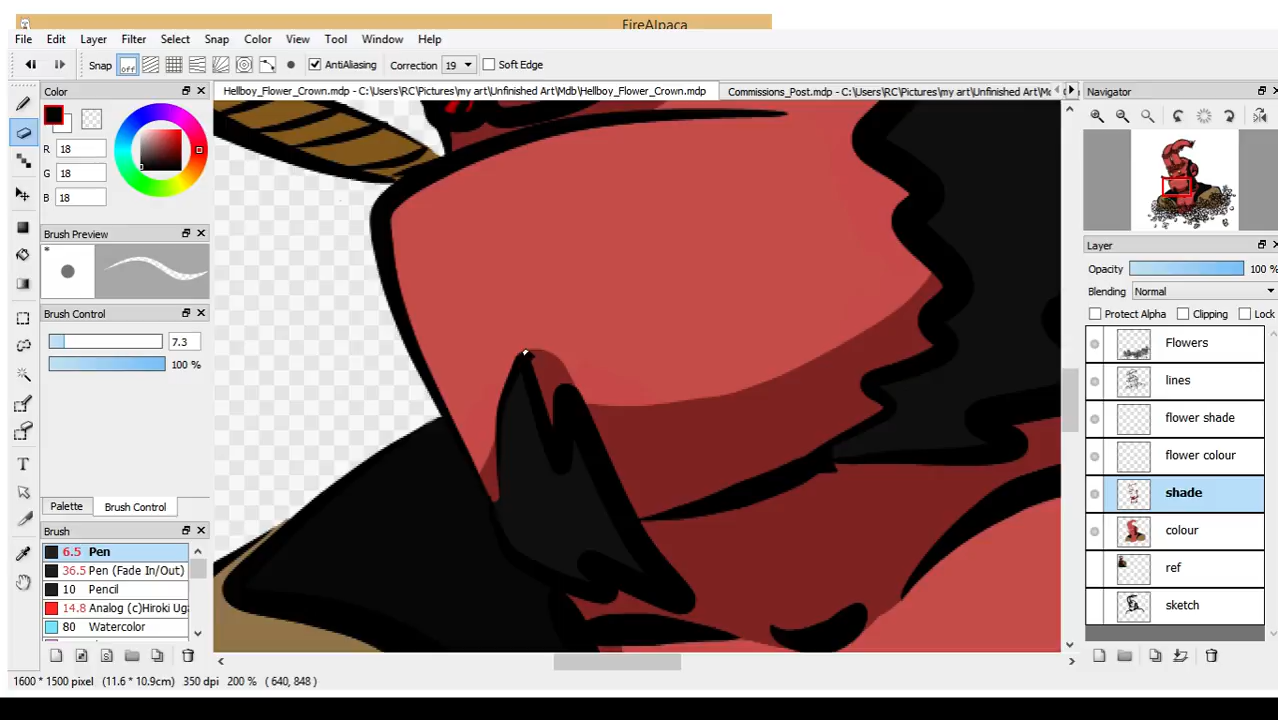 FireAlpaca
File Edit Layer Filter Select Snap Color View Tool Window Help
Snap off AntiAliasing Correction 19 Soft Edge
Color
Hellboy_Flower_Crown.mdp - C:\Users\RC\Pictures\my art\Unfinished Art\Mdb\Hellboy_Flower_Crown.mdp
Commissions_Post.mdp - C:\Users\RC\Pictures\my art\Unfinished Art\Mc
Navigator
R 18
G 18
B 18
Brush Preview
*
Layer
Opacity 100 %
Blending Normal
Protect Alpha Clipping Lock
Brush Control
7.3
100 %
Flowers
lines
flower shade
flower colour
shade
colour
ref
sketch
Palette Brush Control
Brush
6.5 Pen
36.5 Pen (Fade In/Out)
10 Pencil
14.8 Analog (c)Hiroki Ug
80 Watercolor
T
1600 * 1500 pixel (11.6 * 10.9cm) 350 dpi 200 % ( 640, 848 )